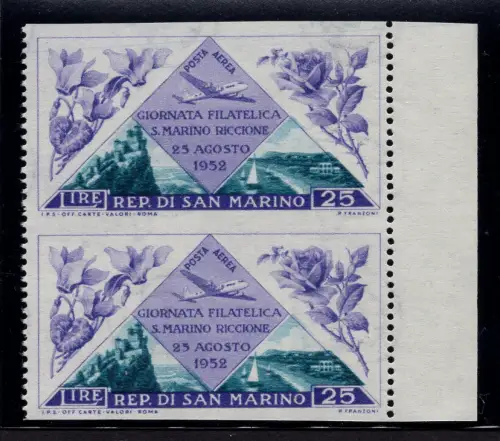 POSTA AEREA
GIORNATA FILATELICA
S. MARINO RICCIONE
25 AGOSTO
1952
LIRE REP. DI SAN MARINO 25
I.P.S.-OFF. CARTE-VALORI-ROMA P. FRANZONI
POSTA AEREA
GIORNATA FILATELICA
S. MARINO RICCIONE
25 AGOSTO
1952
LIRE REP. DI SAN MARINO 25
I.P.S.-OFF. CARTE-VALORI-ROMA P. FRANZONI